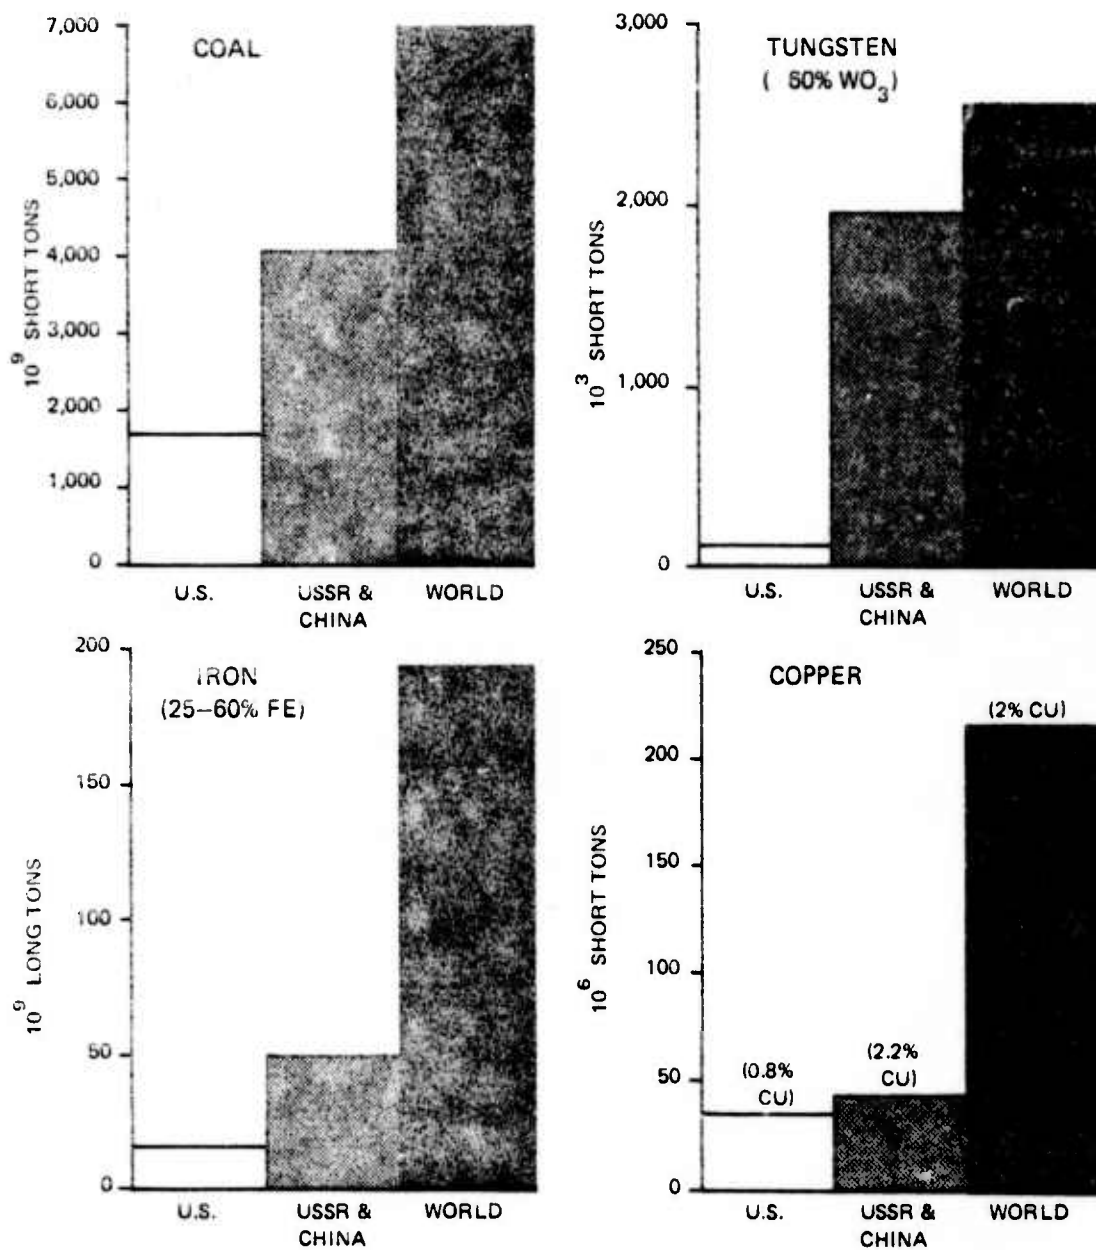 COAL
7,000
6,000
5,000
4,000
3,000
2,000
1,000
0
10⁹ SHORT TONS
U.S.
USSR &
CHINA
WORLD
TUNGSTEN
( 60% WO₃)
3,000
2,000
1,000
0
10³ SHORT TONS
U.S.
USSR &
CHINA
WORLD
IRON
(25–60% FE)
200
150
100
50
0
10⁹ LONG TONS
U.S.
USSR &
CHINA
WORLD
COPPER
250
200
150
100
50
0
10⁶ SHORT TONS
(0.8%
CU)
(2.2%
CU)
(2% CU)
U.S.
USSR &
CHINA
WORLD